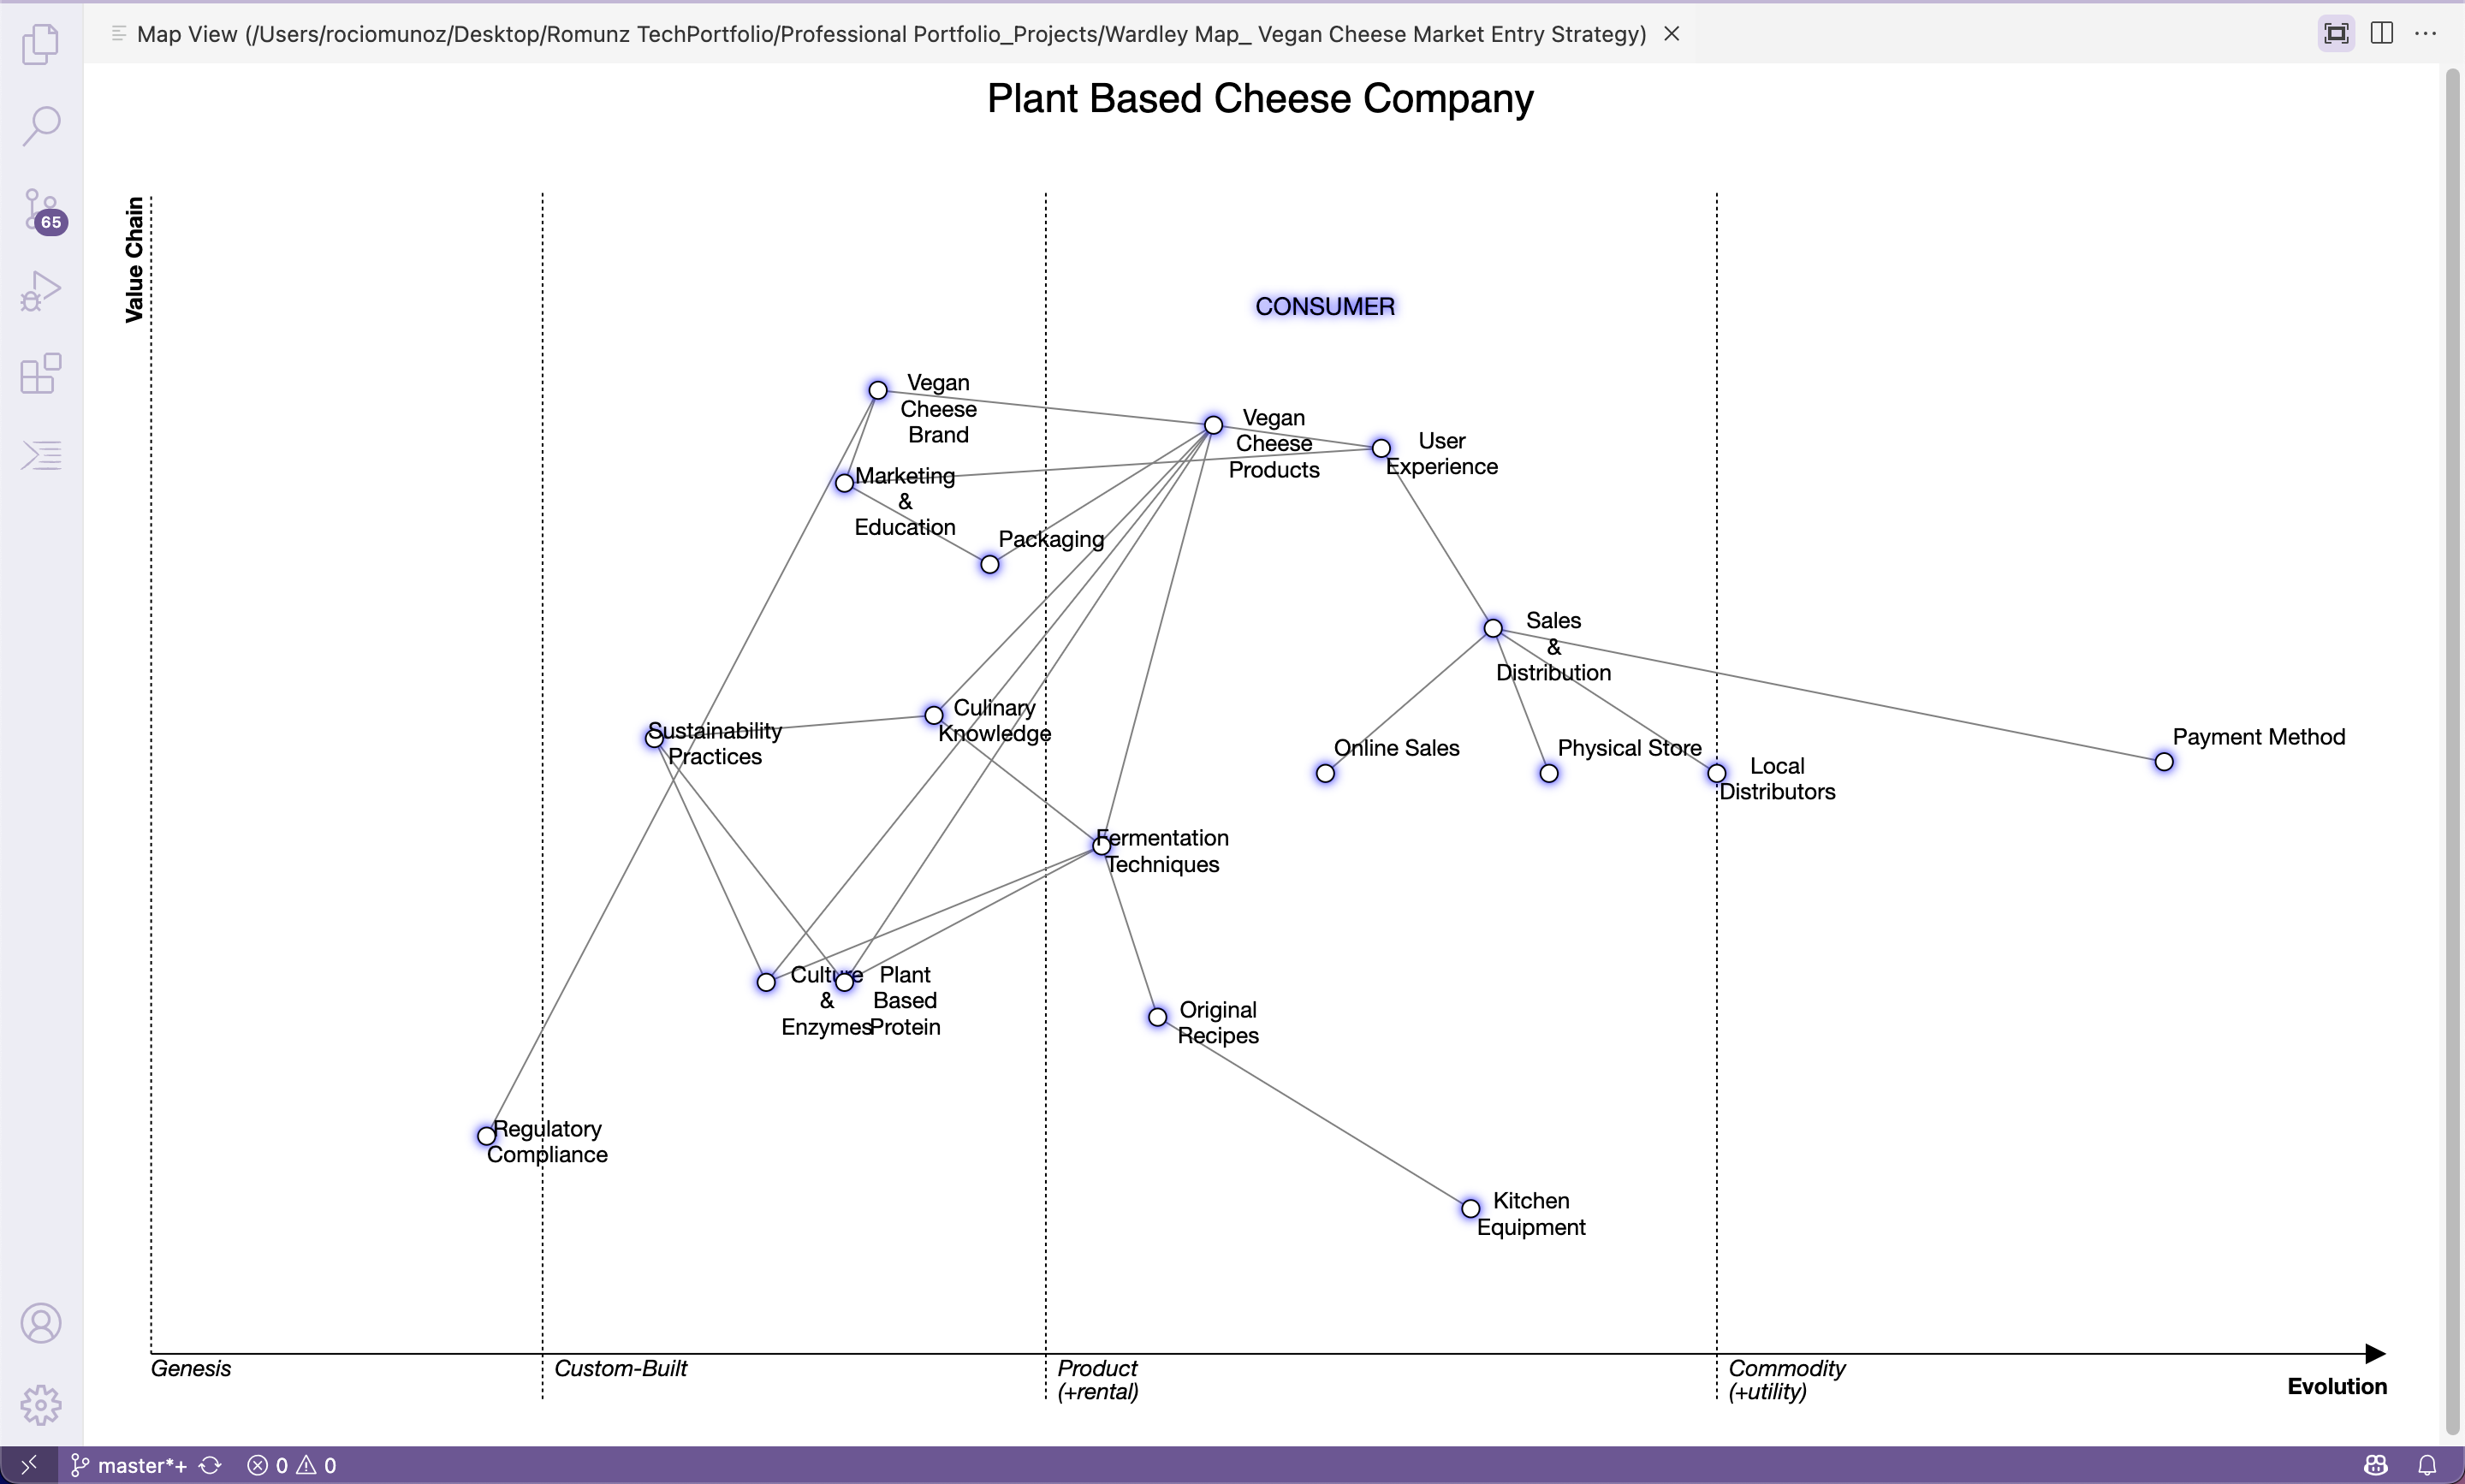 Map View (/Users/rociomunoz/Desktop/Romunz TechPortfolio/Professional Portfolio_Projects/Wardley Map_ Vegan Cheese Market Entry Strategy)
Plant Based Cheese Company
65
Value Chain
CONSUMER
Vegan
Cheese
Brand
Vegan
Cheese
Products
User
Experience
Marketing
&
Education
Packaging
Sales
&
Distribution
Culinary
Knowledge
Sustainability
Practices
Online Sales
Physical Store
Local
Distributors
Payment Method
Fermentation
Techniques
Culture
&
Enzymes
Plant
Based
Protein
Original
Recipes
Regulatory
Compliance
Kitchen
Equipment
Genesis
Custom-Built
Product
(+rental)
Commodity
(+utility)
Evolution
master*+
0
0